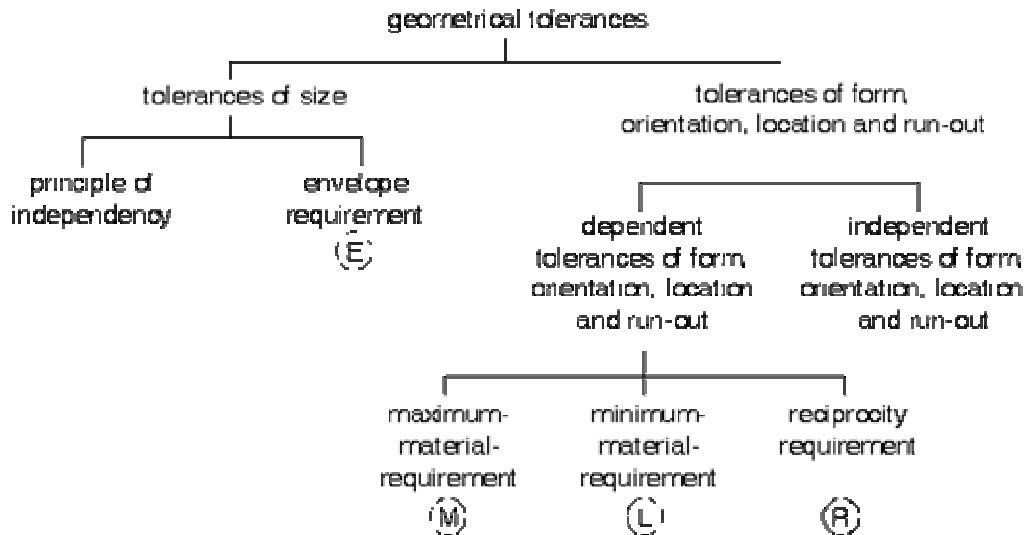 geometrical tolerances
tolerances of size
tolerances of form,
orientation, location and run-out
principle of
independency
envelope
requirement
E
dependent
tolerances of form,
orientation, location
and run-out
independent
tolerances of form,
orientation, location
and run-out
maximum-
material-
requirement
M
minimum-
material-
requirement
L
reciprocity
requirement
R